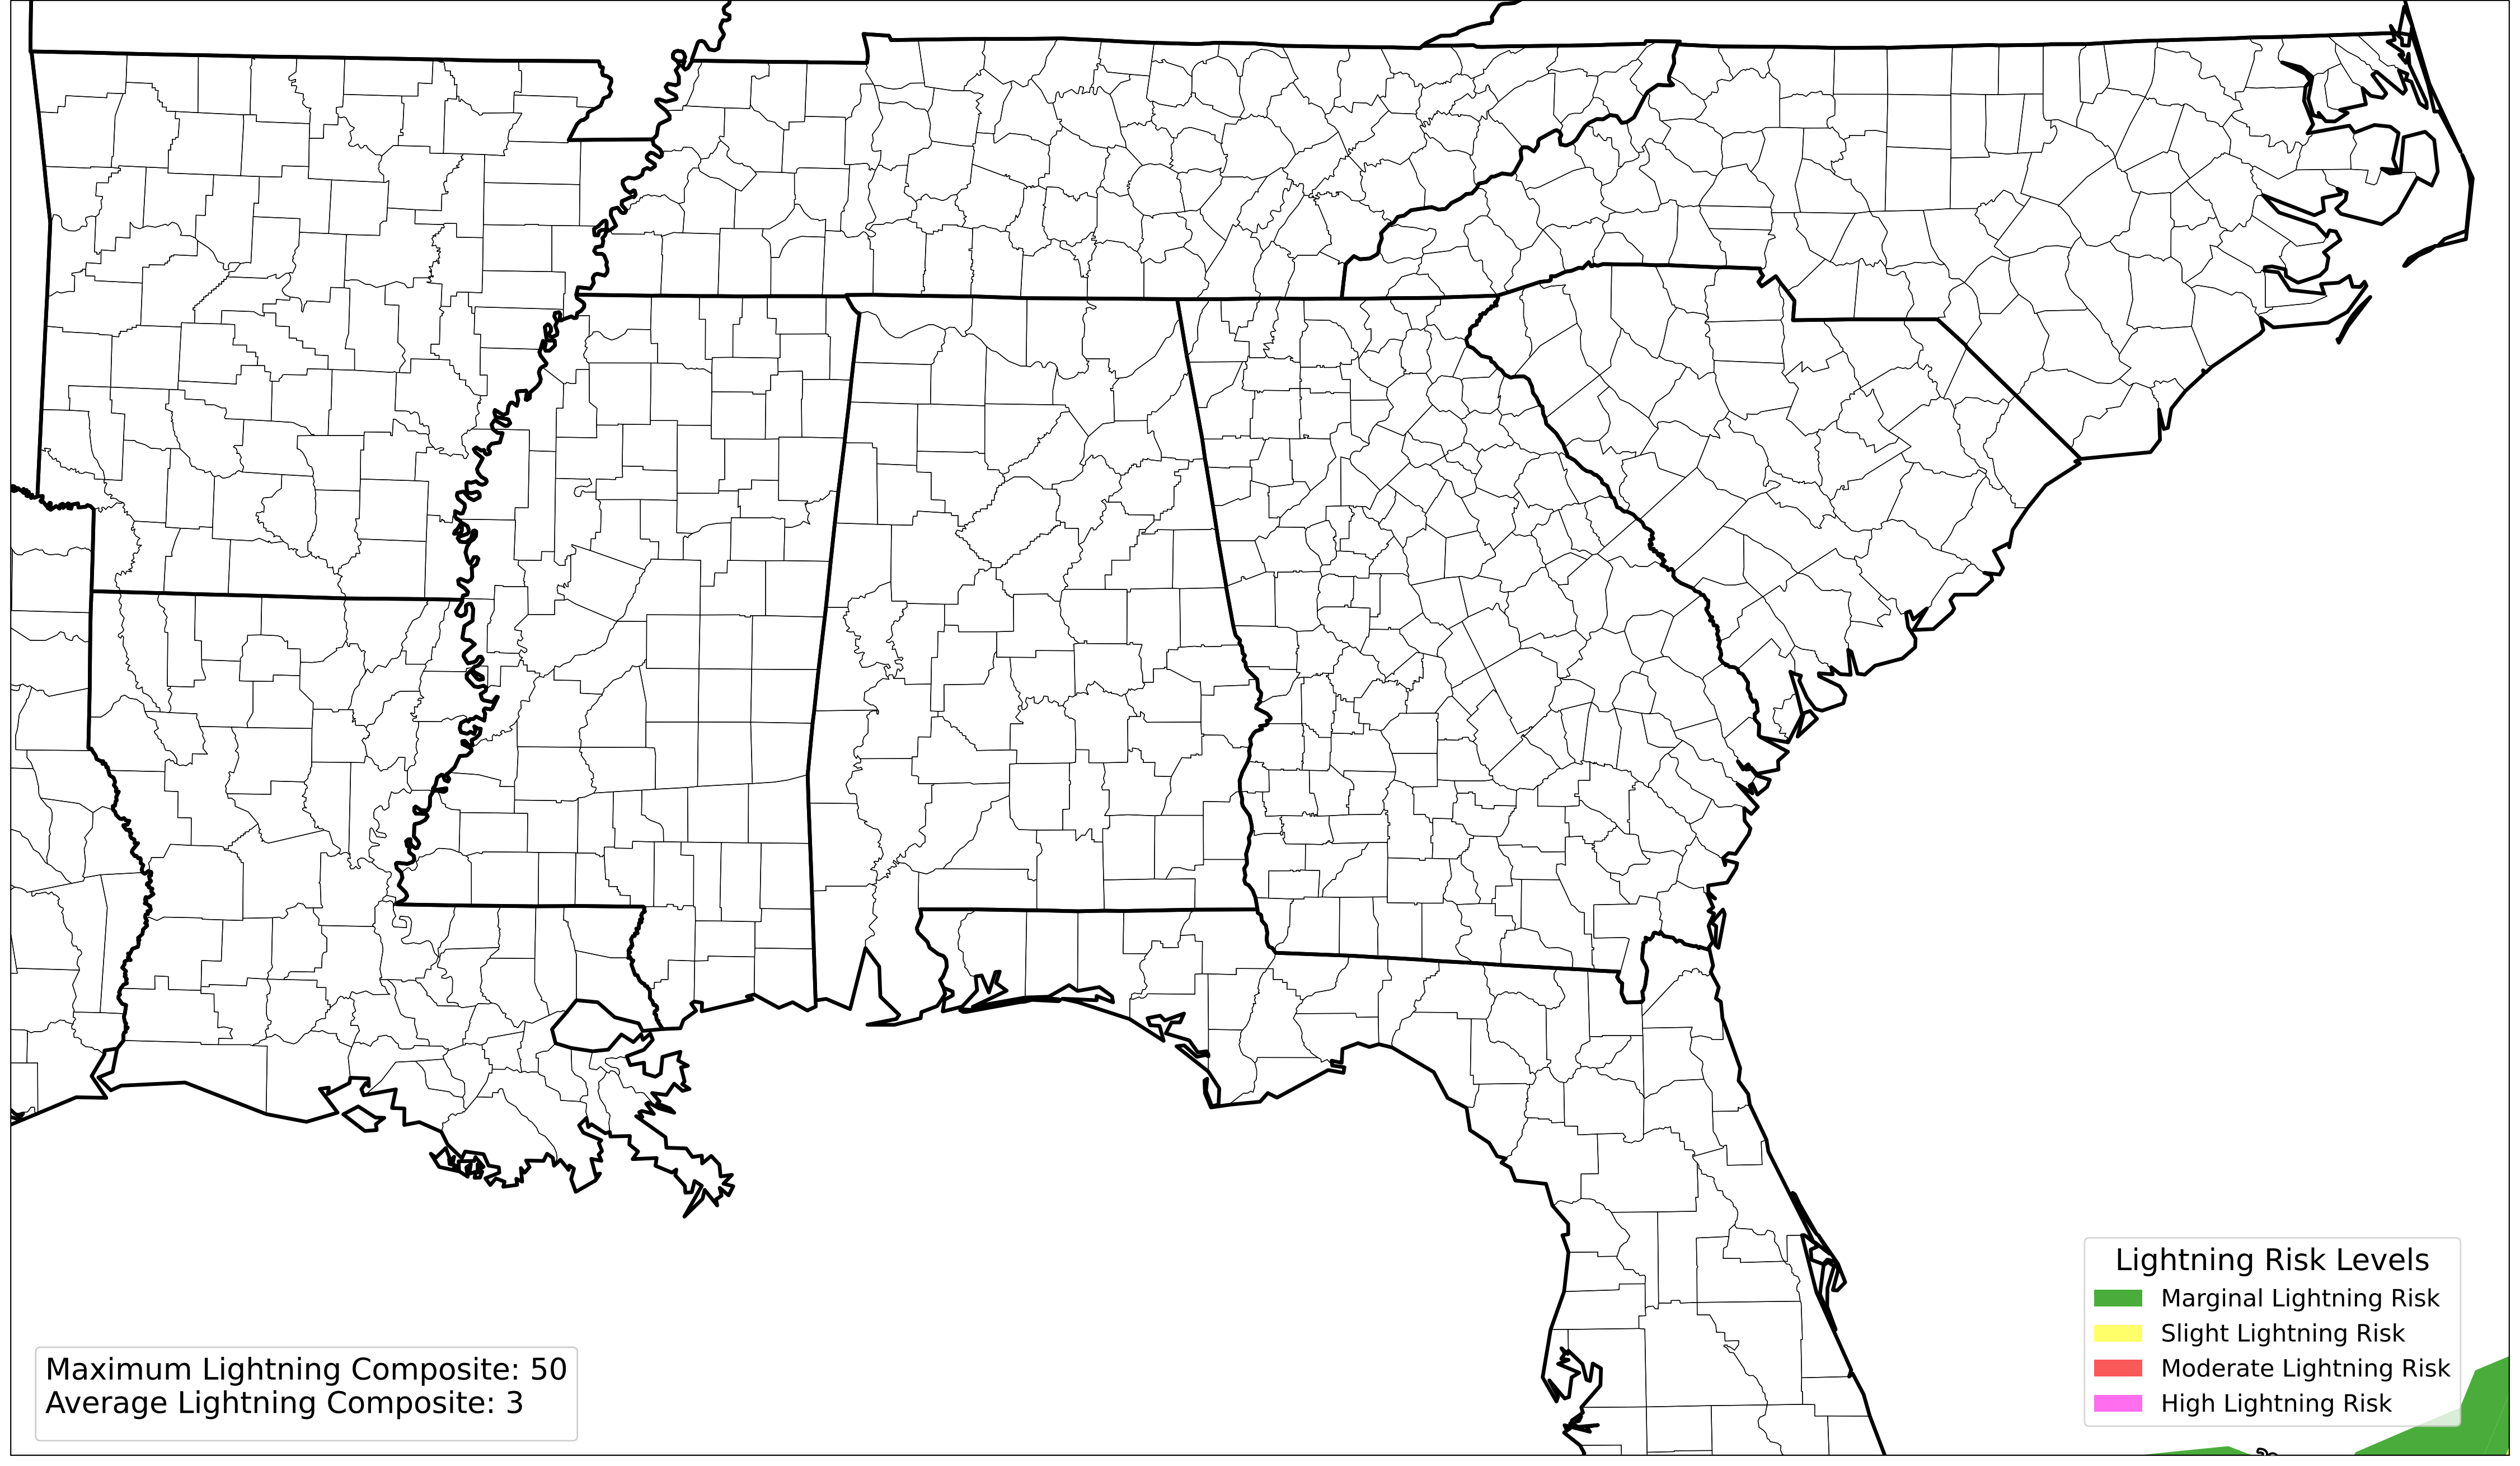 Lightning Risk Levels
Marginal Lightning Risk
Slight Lightning Risk
Moderate Lightning Risk
High Lightning Risk
Maximum Lightning Composite: 50
Average Lightning Composite: 3